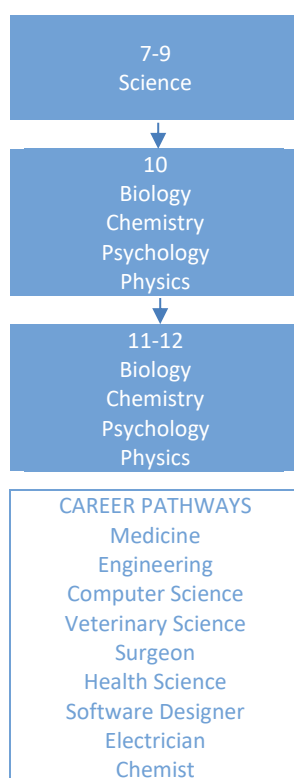 7-9
Science
10
Biology
Chemistry
Psychology
Physics
11-12
Biology
Chemistry
Psychology
Physics
CAREER PATHWAYS
Medicine
Engineering
Computer Science
Veterinary Science
Surgeon
Health Science
Software Designer
Electrician
Chemist